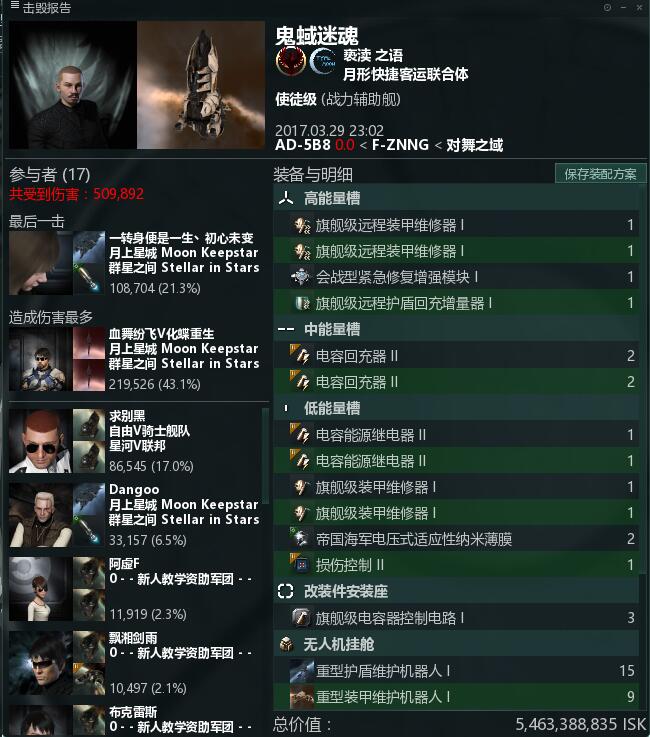 击毁报告
鬼蜮迷魂
亵渎 之语
月形快捷客运联合体
使徒级 (战力辅助舰)
2017.03.29 23:02
AD-5B8 0.0 < F-ZNNG < 对舞之域
参与者 (17)
共受到伤害：509,892
最后一击
一转身便是一生、初心未变
月上星城 Moon Keepstar
群星之间 Stellar in Stars
108,704 (21.3%)
造成伤害最多
血舞纷飞V化蝶重生
月上星城 Moon Keepstar
群星之间 Stellar in Stars
219,526 (43.1%)
求别黑
自由V骑士舰队
星河V联邦
86,545 (17.0%)
Dangoo
月上星城 Moon Keepstar
群星之间 Stellar in Stars
33,157 (6.5%)
阿虚F
0 - - 新人教学资助军团 - -
11,919 (2.3%)
飘湘剑雨
0 - - 新人教学资助军团 - -
10,497 (2.1%)
布克雷斯
0 - - 新人教学资助军团 - -
装备与明细
保存装配方案
高能量槽
旗舰级远程装甲维修器 I 1
旗舰级远程装甲维修器 I 1
会战型紧急修复增强模块 I 1
旗舰级远程护盾回充增量器 I 1
中能量槽
电容回充器 II 2
电容回充器 II 2
低能量槽
电容能源继电器 II 1
电容能源继电器 II 1
旗舰级装甲维修器 I 1
旗舰级装甲维修器 I 1
帝国海军电压式适应性纳米薄膜 2
损伤控制 II 1
改装件安装座
旗舰级电容器控制电路 I 3
无人机挂舱
重型护盾维护机器人 I 15
重型装甲维护机器人 I 9
总价值： 5,463,388,835 ISK